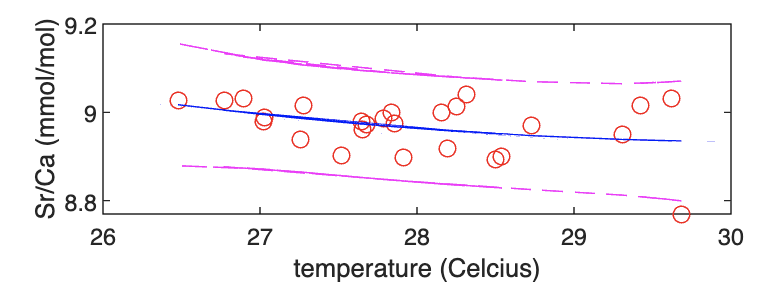 9.2
9
8.8
Sr/Ca (mmol/mol)
26 27 28 29 30
temperature (Celcius)